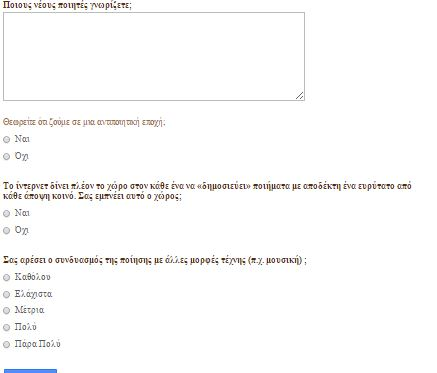 Ποιους νέους ποιητές γνωρίζετε;
Θεωρείτε ότι ζούμε σε μια αντιποιητική εποχή;
Ναι
Όχι
Το ίντερνετ δίνει πλέον το χώρο στον κάθε ένα να «δημοσιεύει» ποιήματα με αποδέκτη ένα ευρύτατο από
κάθε άποψη κοινό. Σας εμπνέει αυτό ο χώρος;
Ναι
Όχι
Σας αρέσει ο συνδυασμός της ποίησης με άλλες μορφές τέχνης (π.χ. μουσική) ;
Καθόλου
Ελάχιστα
Μέτρια
Πολύ
Πάρα Πολύ